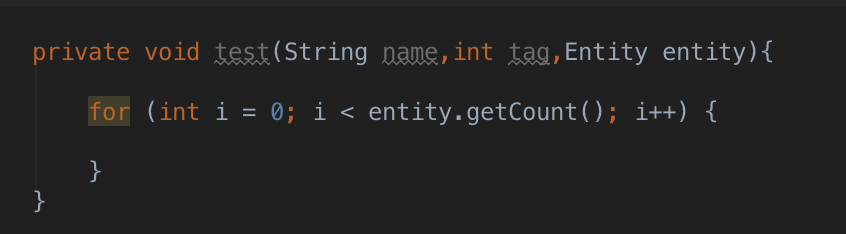 private void test(String name,int tag,Entity entity){
for (int i = 0; i < entity.getCount(); i++) {
}
}